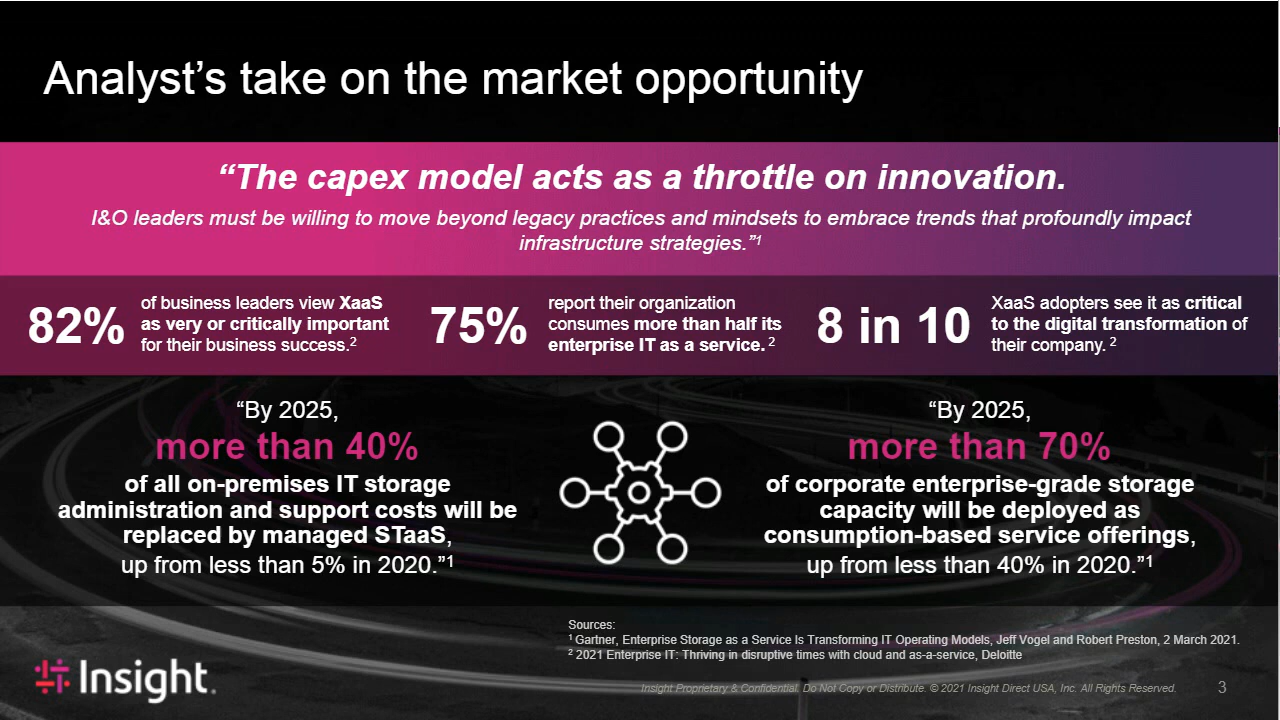 Analyst’s take on the market opportunity
“The capex model acts as a throttle on innovation.
I&O leaders must be willing to move beyond legacy practices and mindsets to embrace trends that profoundly impact
infrastructure strategies.”1
82%
of business leaders view XaaS
as very or critically important
for their business success.2
75%
report their organization
consumes more than half its
enterprise IT as a service. 2
8 in 10
XaaS adopters see it as critical
to the digital transformation of
their company. 2
“By 2025,
more than 40%
of all on-premises IT storage
administration and support costs will be
replaced by managed STaaS,
up from less than 5% in 2020.”1
“By 2025,
more than 70%
of corporate enterprise-grade storage
capacity will be deployed as
consumption-based service offerings,
up from less than 40% in 2020.”1
Sources:
1 Gartner, Enterprise Storage as a Service Is Transforming IT Operating Models, Jeff Vogel and Robert Preston, 2 March 2021.
2 2021 Enterprise IT: Thriving in disruptive times with cloud and as-a-service, Deloitte
Insight.
Insight Proprietary & Confidential. Do Not Copy or Distribute. © 2021 Insight Direct USA, Inc. All Rights Reserved.
3